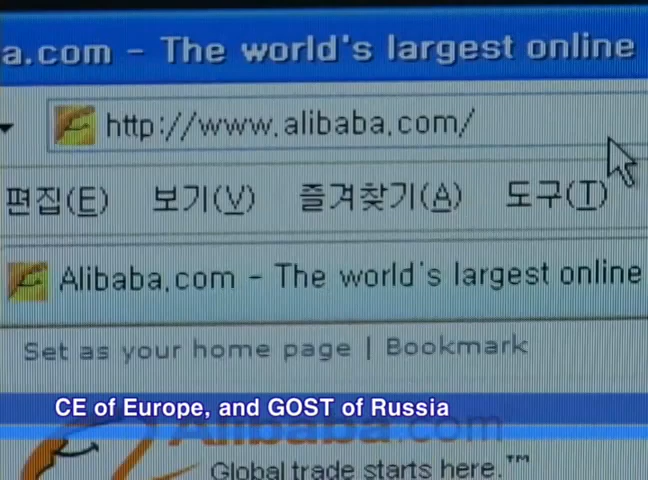 a.com - The world's largest online
http://www.alibaba.com/
편집(E) 보기(V) 즐겨찾기(A) 도구(T)
Alibaba.com - The world's largest online
Set as your home page | Bookmark
CE of Europe, and GOST of Russia
Alibaba.com
Global trade starts here.™